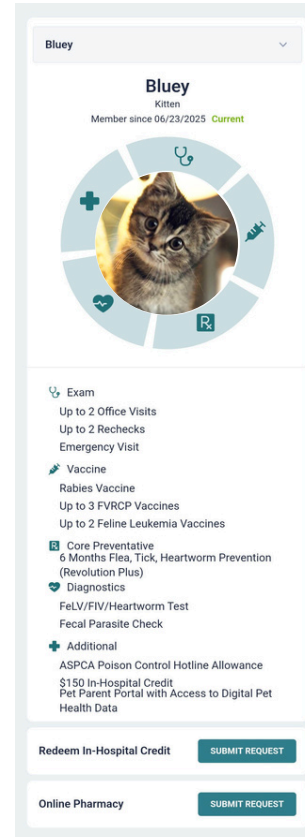 Bluey
Bluey
Kitten
Member since 06/23/2025 Current
Exam
Up to 2 Office Visits
Up to 2 Rechecks
Emergency Visit
Vaccine
Rabies Vaccine
Up to 3 FVRCP Vaccines
Up to 2 Feline Leukemia Vaccines
Core Preventative
6 Months Flea, Tick, Heartworm Prevention
(Revolution Plus)
Diagnostics
FeLV/FIV/Heartworm Test
Fecal Parasite Check
Additional
ASPCA Poison Control Hotline Allowance
$150 In-Hospital Credit
Pet Parent Portal with Access to Digital Pet
Health Data
Redeem In-Hospital Credit SUBMIT REQUEST
Online Pharmacy SUBMIT REQUEST